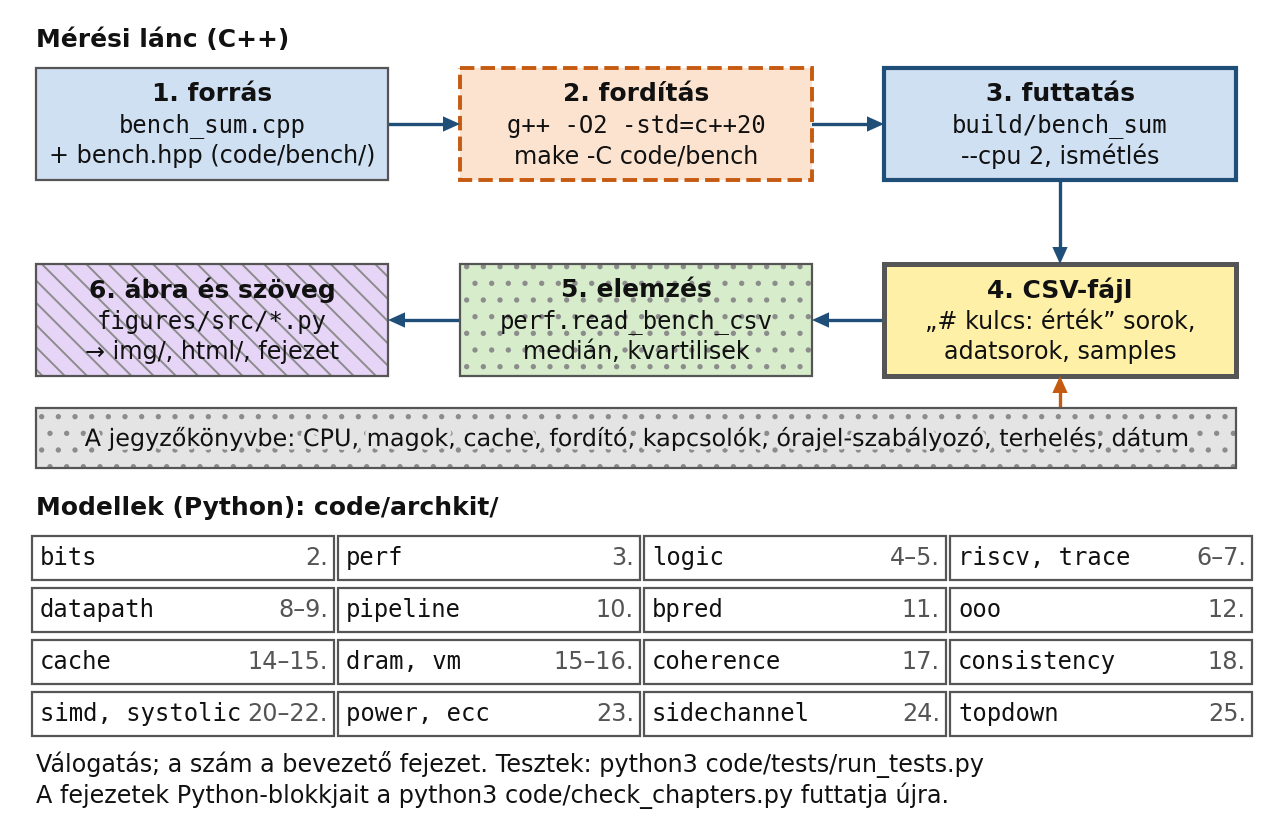 Mérési lánc (C++)
1. forrás
bench_sum.cpp
+ bench.hpp (code/bench/)
2. fordítás
g++ -O2 -std=c++20
make -C code/bench
3. futtatás
build/bench_sum
--cpu 2, ismétlés
4. CSV-fájl
„# kulcs: érték” sorok,
adatsorok, samples
5. elemzés
perf.read_bench_csv
medián, kvartilisek
6. ábra és szöveg
figures/src/*.py
→ img/, html/, fejezet
A jegyzőkönyvbe: CPU, magok, cache, fordító, kapcsolók, órajel-szabályozó, terhelés, dátum
Modellek (Python): code/archkit/
bits 2.
perf 3.
logic 4–5.
riscv, trace 6–7.
datapath 8–9.
pipeline 10.
bpred 11.
ooo 12.
cache 14–15.
dram, vm 15–16.
coherence 17.
consistency 18.
simd, systolic 20–22.
power, ecc 23.
sidechannel 24.
topdown 25.
Válogatás; a szám a bevezető fejezet. Tesztek: python3 code/tests/run_tests.py
A fejezetek Python-blokkjait a python3 code/check_chapters.py futtatja újra.